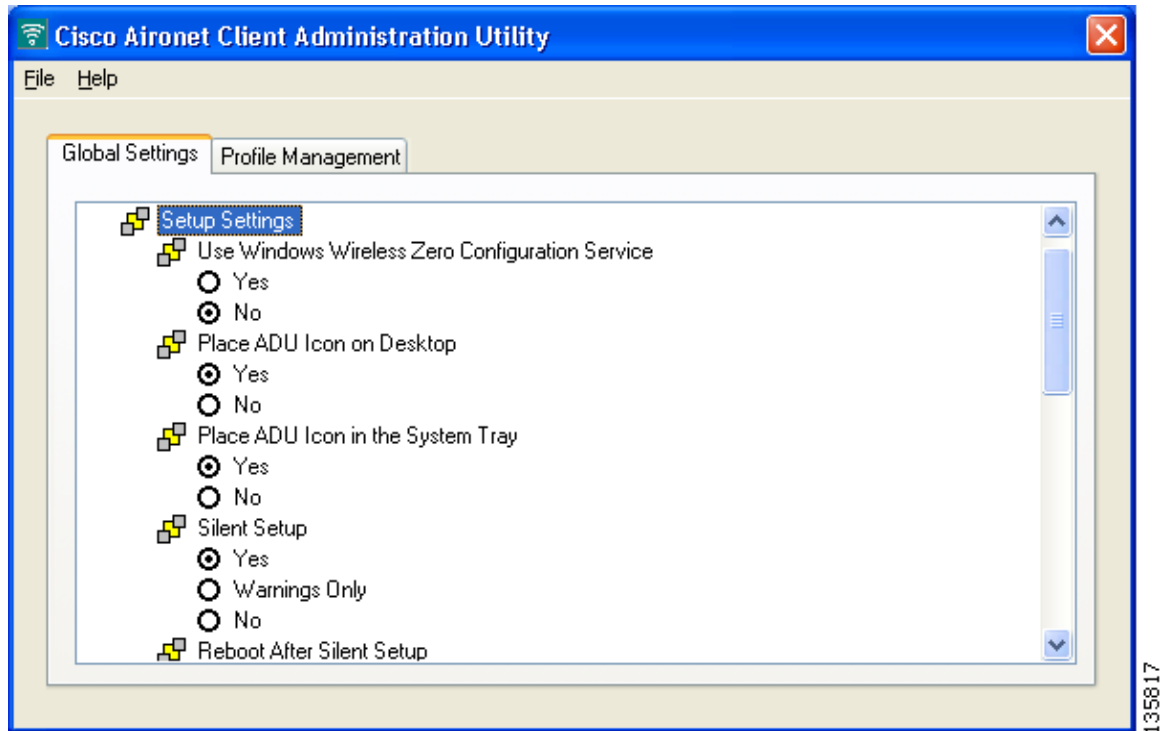 Cisco Aironet Client Administration Utility
File Help
Global Settings Profile Management
Setup Settings
Use Windows Wireless Zero Configuration Service
Yes
No
Place ADU Icon on Desktop
Yes
No
Place ADU Icon in the System Tray
Yes
No
Silent Setup
Yes
Warnings Only
No
Reboot After Silent Setup
135817